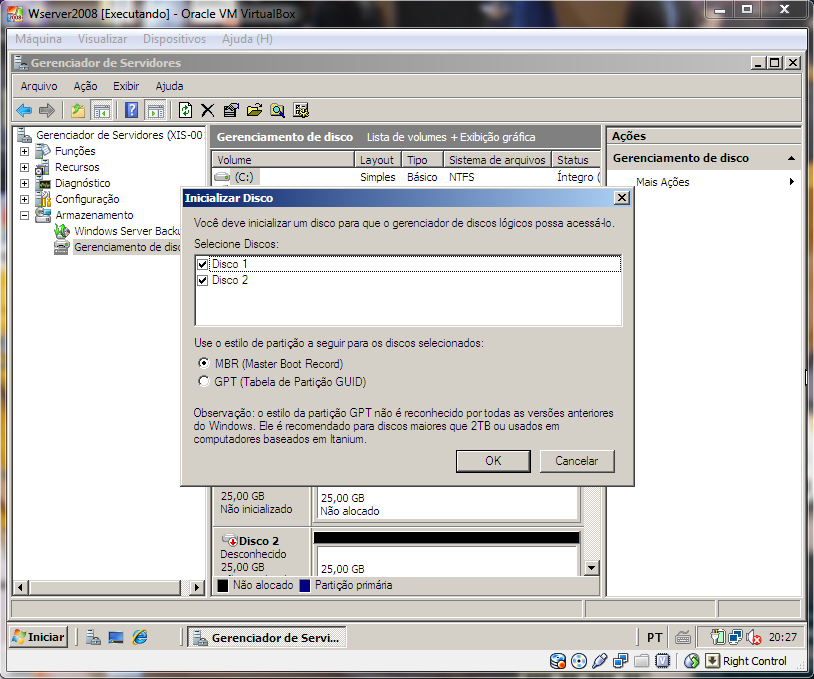 Wserver2008 [Executando] - Oracle VM VirtualBox
Máquina Visualizar Dispositivos Ajuda (H)
Gerenciador de Servidores
Arquivo Ação Exibir Ajuda
Gerenciador de Servidores (XIS-00
Funções
Recursos
Diagnóstico
Configuração
Armazenamento
Windows Server Backu
Gerenciamento de disc
Gerenciamento de disco Lista de volumes + Exibição gráfica
Volume Layout Tipo Sistema de arquivos Status
(C:) Simples Básico NTFS Íntegro (
Ações
Gerenciamento de disco
Mais Ações
Inicializar Disco
Você deve inicializar um disco para que o gerenciador de discos lógicos possa acessá-lo.
Selecione Discos:
Disco 1
Disco 2
Use o estilo de partição a seguir para os discos selecionados:
MBR (Master Boot Record)
GPT (Tabela de Partição GUID)
Observação: o estilo da partição GPT não é reconhecido por todas as versões anteriores
do Windows. Ele é recomendado para discos maiores que 2TB ou usados em
computadores baseados em Itanium.
OK Cancelar
25,00 GB
Não inicializado
25,00 GB
Não alocado
Disco 2
Desconhecido
25,00 GB
25,00 GB
Não alocado Partição primária
Iniciar
Gerenciador de Servi...
PT
20:27
Right Control